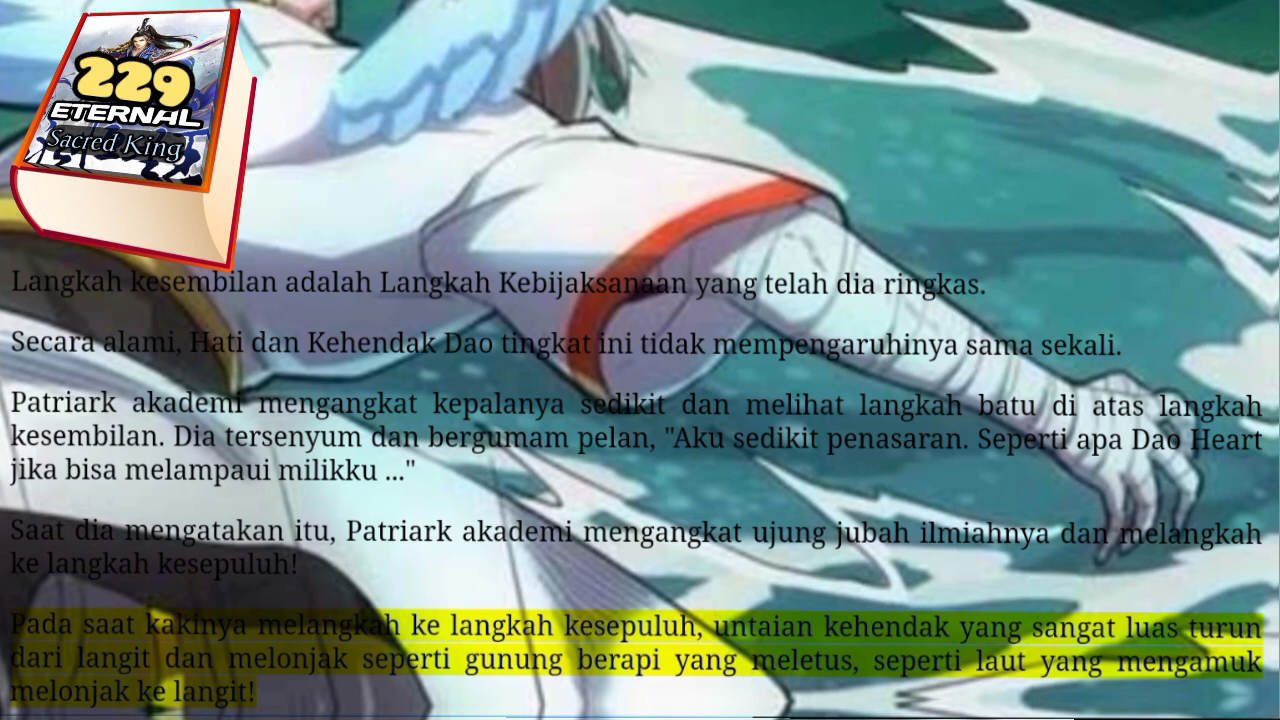 229
ETERNAL
Sacred King
Langkah kesembilan adalah Langkah Kebijaksanaan yang telah dia ringkas.
Secara alami, Hati dan Kehendak Dao tingkat ini tidak mempengaruhinya sama sekali.
Patriark akademi mengangkat kepalanya sedikit dan melihat langkah batu di atas langkah
kesembilan. Dia tersenyum dan bergumam pelan, "Aku sedikit penasaran. Seperti apa Dao Heart
jika bisa melampaui milikku ..."
Saat dia mengatakan itu, Patriark akademi mengangkat ujung jubah ilmiahnya dan melangkah
ke langkah kesepuluh!
Pada saat kakinya melangkah ke langkah kesepuluh, untaian kehendak yang sangat luas turun
dari langit dan melonjak seperti gunung berapi yang meletus, seperti laut yang mengamuk
melonjak ke langit!